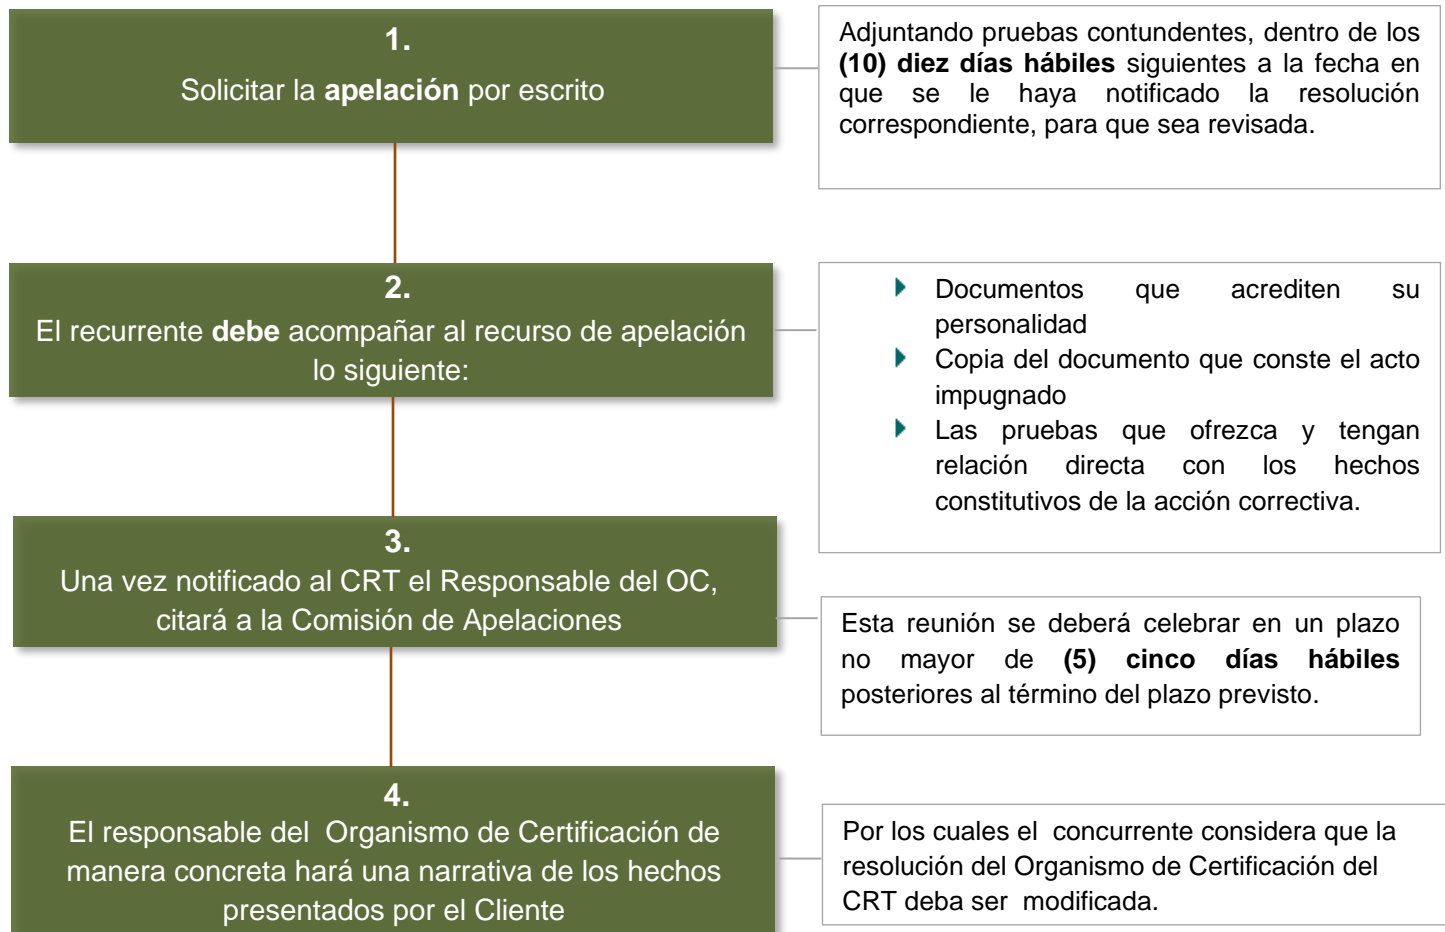 1.
Solicitar la apelación por escrito
Adjuntando pruebas contundentes, dentro de los
(10) diez días hábiles siguientes a la fecha en
que se le haya notificado la resolución
correspondiente, para que sea revisada.
2.
El recurrente debe acompañar al recurso de apelación
lo siguiente:
Documentos que acrediten su
personalidad
Copia del documento que conste el acto
impugnado
Las pruebas que ofrezca y tengan
relación directa con los hechos
constitutivos de la acción correctiva.
3.
Una vez notificado al CRT el Responsable del OC,
citará a la Comisión de Apelaciones
Esta reunión se deberá celebrar en un plazo
no mayor de (5) cinco días hábiles
posteriores al término del plazo previsto.
4.
El responsable del Organismo de Certificación de
manera concreta hará una narrativa de los hechos
presentados por el Cliente
Por los cuales el concurrente considera que la
resolución del Organismo de Certificación del
CRT deba ser modificada.